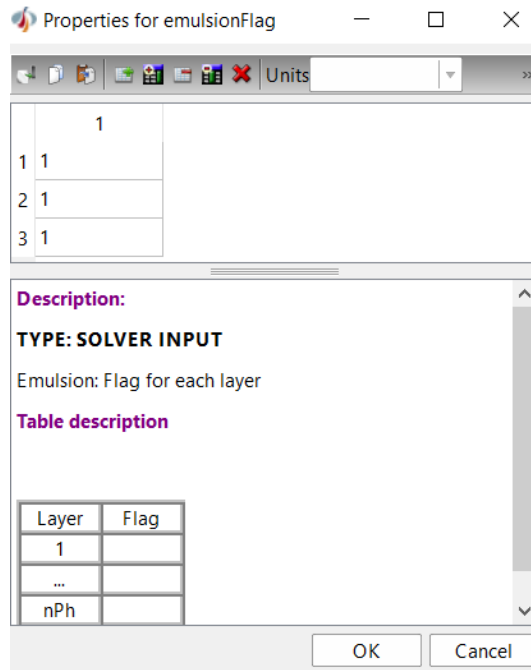 Properties for emulsionFlag
Units
1
1 1
2 1
3 1
Description:
TYPE: SOLVER INPUT
Emulsion: Flag for each layer
Table description
Layer Flag
1
...
nPh
OK Cancel